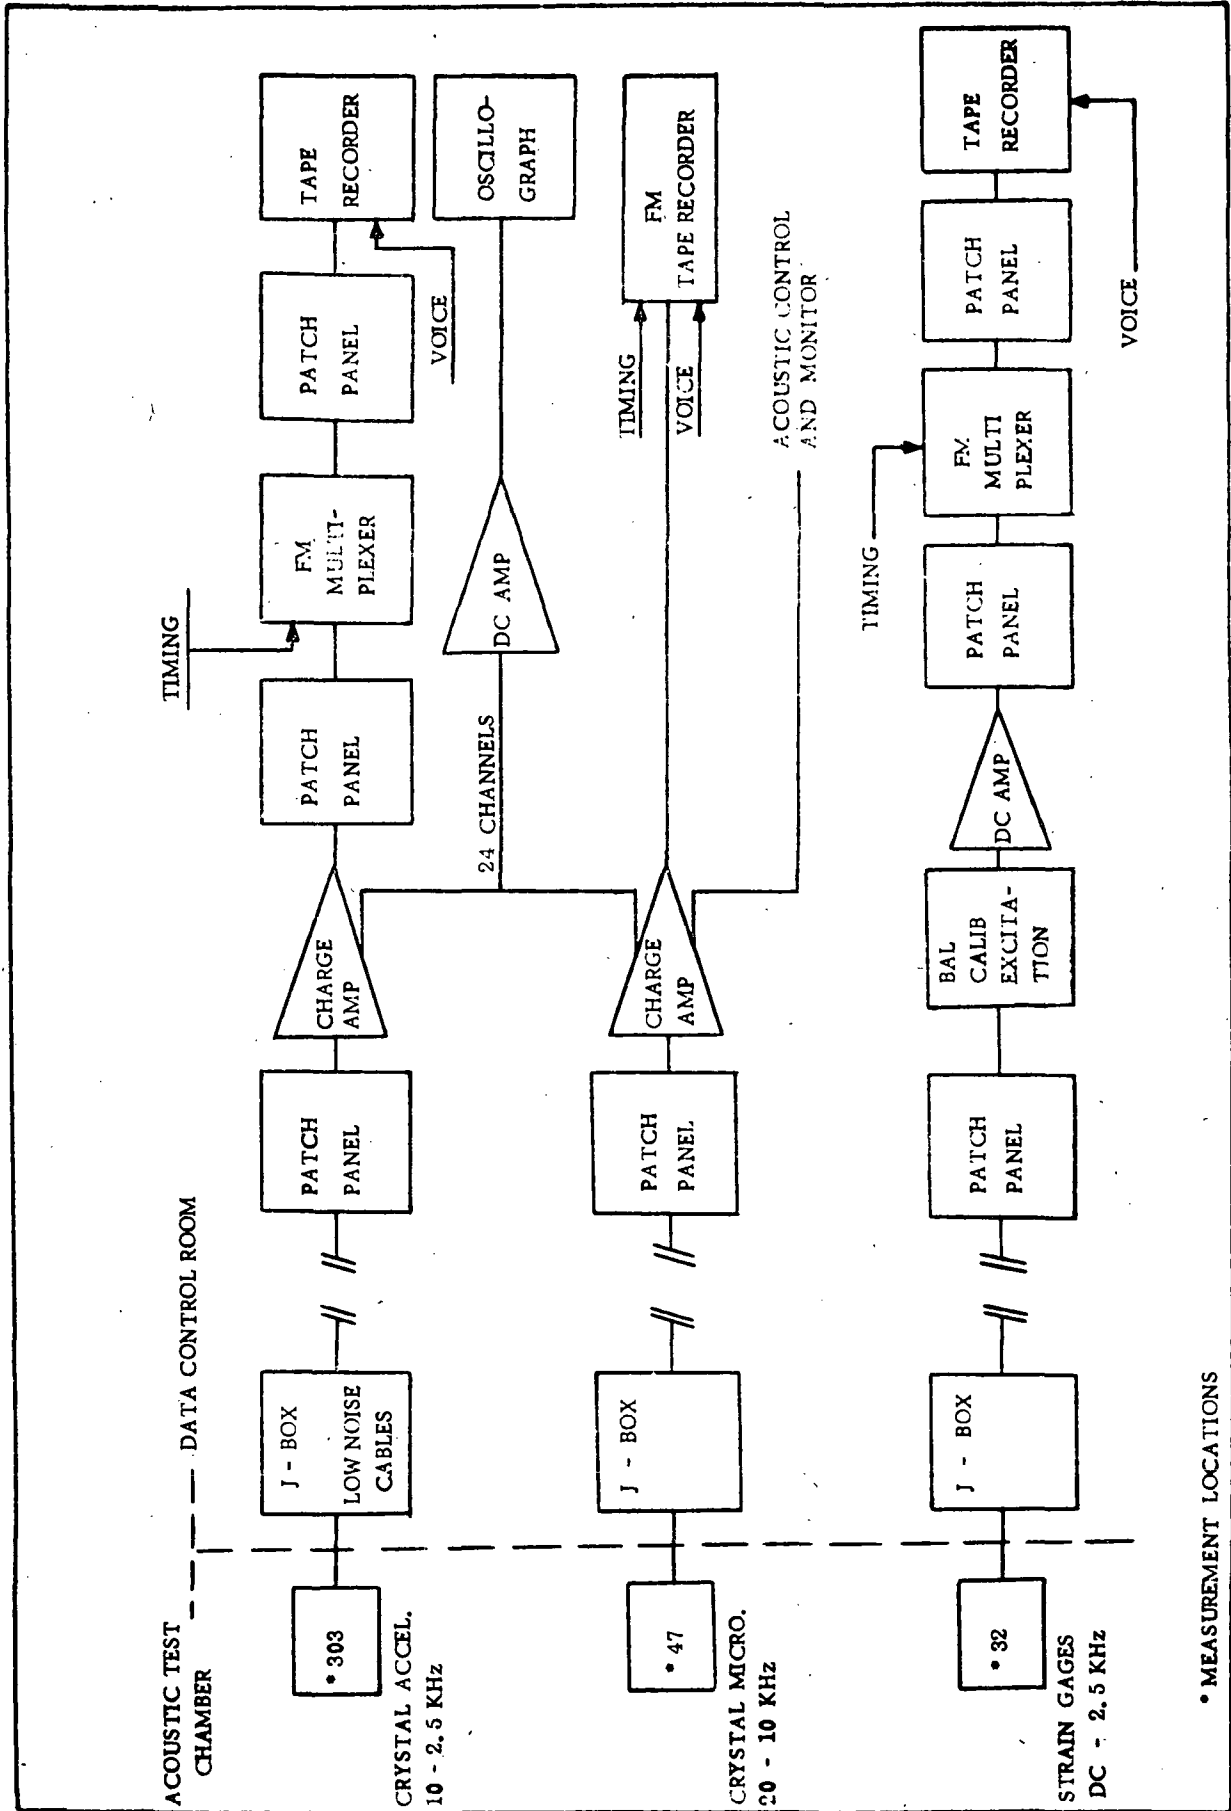 ACOUSTIC TEST
CHAMBER
DATA CONTROL ROOM
* 303
CRYSTAL ACCEL.
10 - 2.5 KHz
J - BOX
LOW NOISE
CABLES
PATCH
PANEL
CHARGE
AMP
PATCH
PANEL
TIMING
FM
MULTI-
PLEXER
PATCH
PANEL
TAPE
RECORDER
VOICE
24 CHANNELS
DC AMP
OSCILLO-
GRAPH
* 47
CRYSTAL MICRO.
20 - 10 KHz
J - BOX
PATCH
PANEL
CHARGE
AMP
TIMING
VOICE
FM
TAPE RECORDER
ACOUSTIC CONTROL
AND MONITOR
* 32
STRAIN GAGES
DC - 2.5 KHz
J - BOX
PATCH
PANEL
BAL
CALIB
EXCITA-
TION
DC AMP
PATCH
PANEL
TIMING
FM
MULTI
PLEXER
PATCH
PANEL
TAPE
RECORDER
VOICE
* MEASUREMENT LOCATIONS